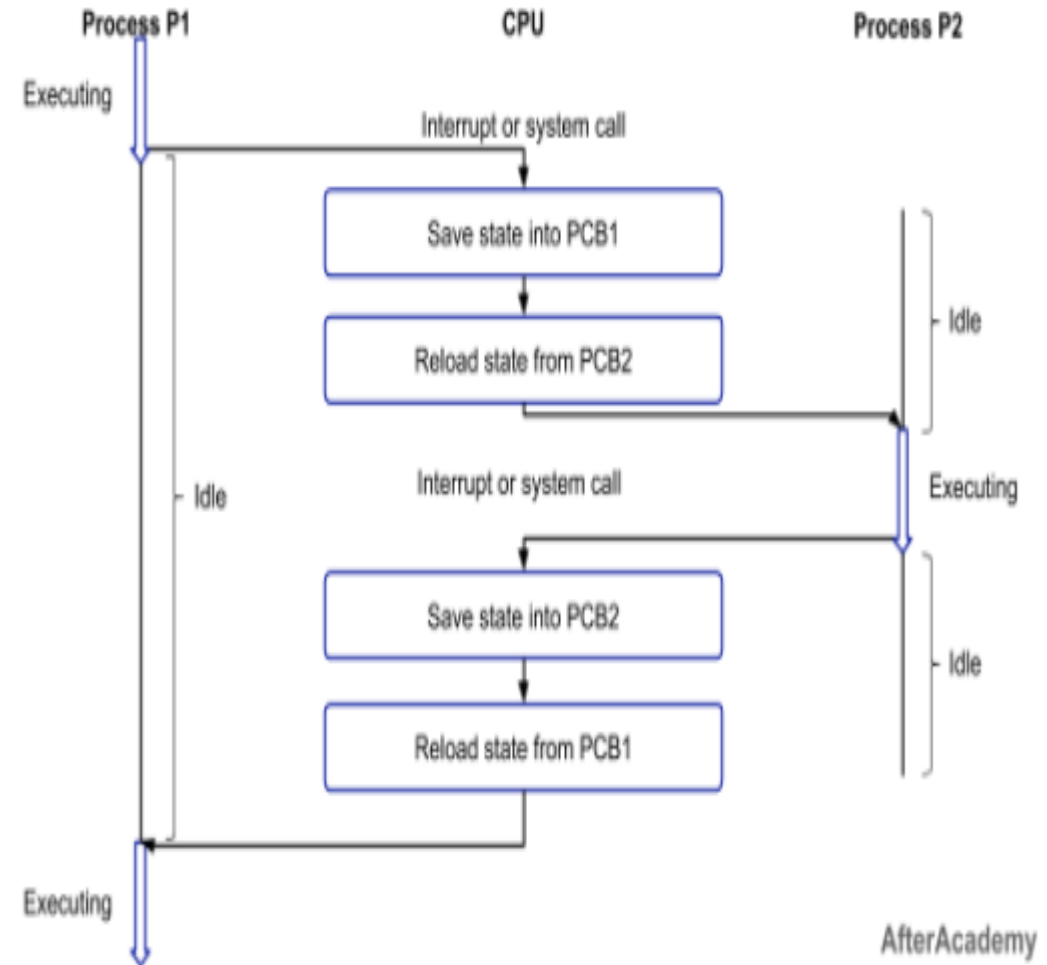 Process P1
CPU
Process P2
Executing
Interrupt or system call
Save state into PCB1
Idle
Reload state from PCB2
Interrupt or system call
Executing
Idle
Save state into PCB2
Idle
Reload state from PCB1
Executing
AfterAcademy